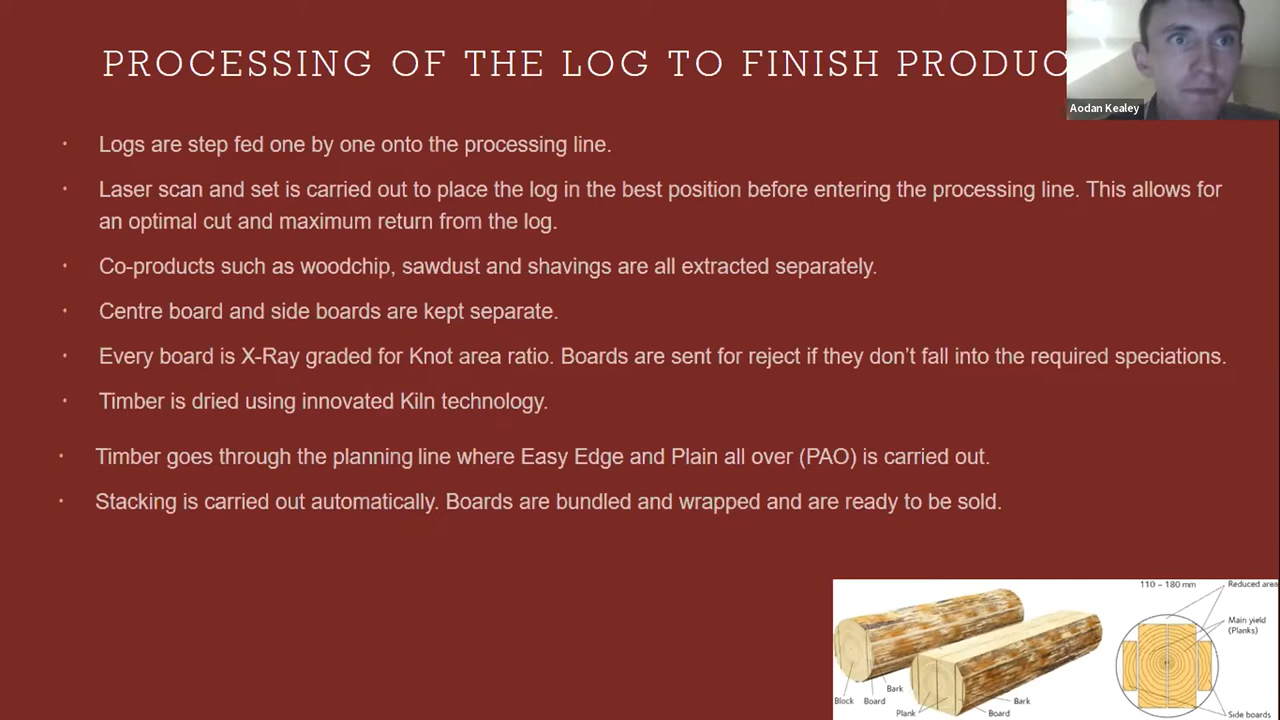 PROCESSING OF THE LOG TO FINISH PRODUC
Aodan Kealey
Logs are step fed one by one onto the processing line.
Laser scan and set is carried out to place the log in the best position before entering the processing line. This allows for
an optimal cut and maximum return from the log.
Co-products such as woodchip, sawdust and shavings are all extracted separately.
Centre board and side boards are kept separate.
Every board is X-Ray graded for Knot area ratio. Boards are sent for reject if they don’t fall into the required speciations.
Timber is dried using innovated Kiln technology.
Timber goes through the planning line where Easy Edge and Plain all over (PAO) is carried out.
Stacking is carried out automatically. Boards are bundled and wrapped and are ready to be sold.
110 – 180 mm
Reduced area
Main yield
(Planks)
Bark
Block
Board
Bark
Plank
Board
Side boards